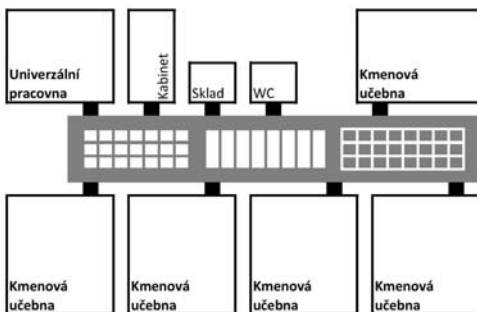 Univerzální
pracovna
Kabinet
Sklad
WC
Kmenová
učebna
Kmenová
učebna
Kmenová
učebna
Kmenová
učebna
Kmenová
učebna